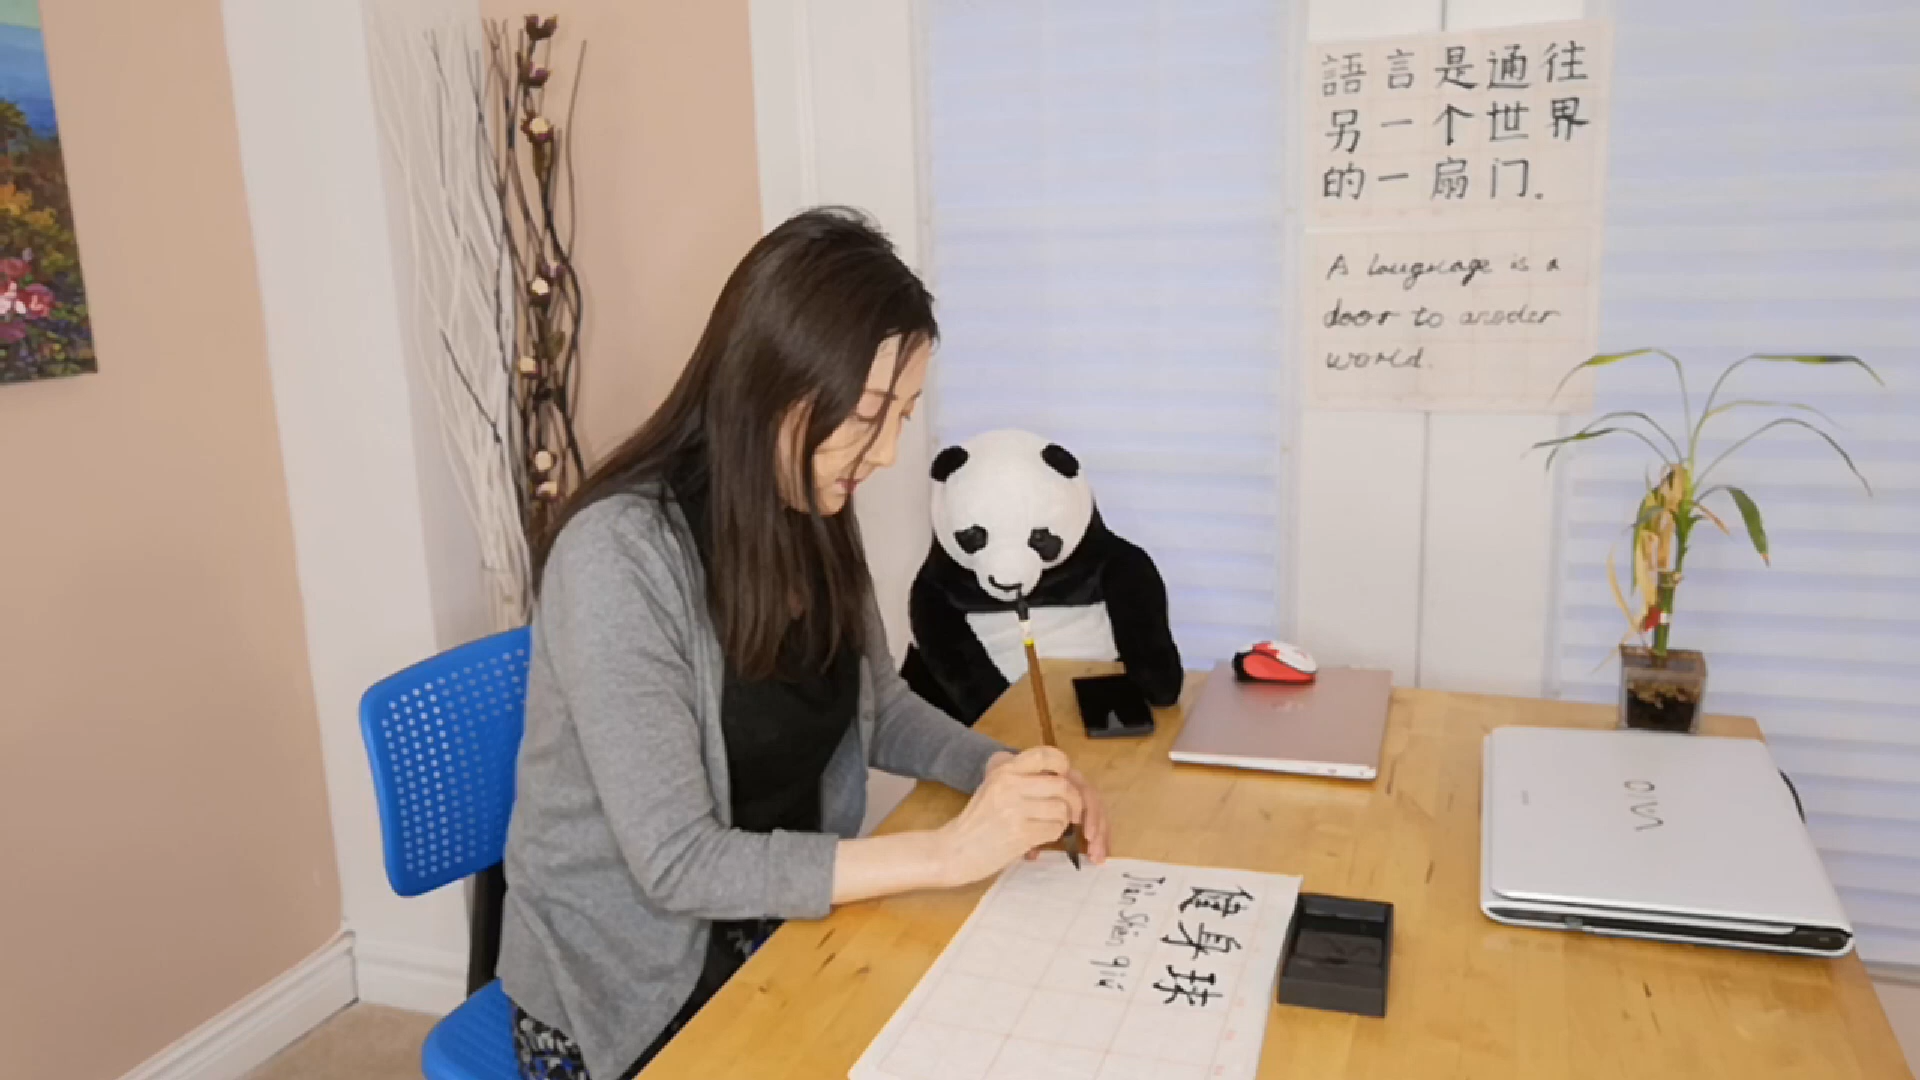 語言是通往
另一个世界
的一扇门.
A language is a
door to anoder
world.
健身球
Jiàn Shēn qiú
VAIO